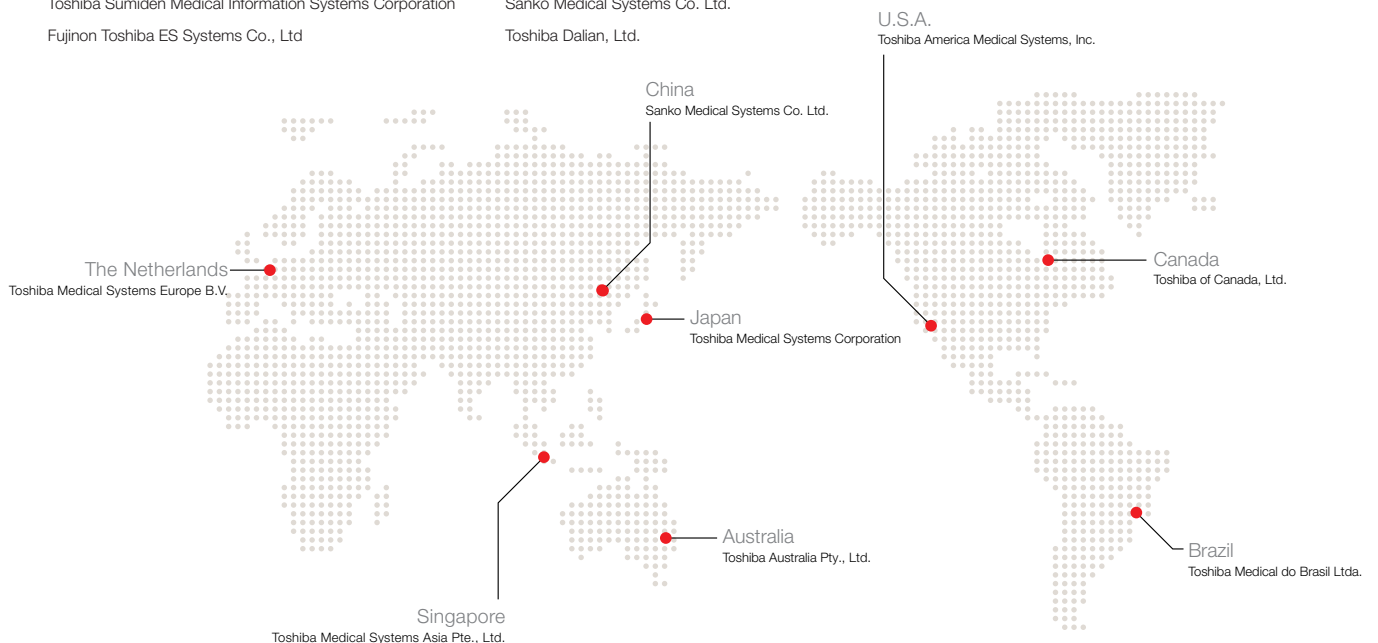 Toshiba Sumiden Medical Information Systems Corporation
Sanko Medical Systems Co. Ltd.
Fujinon Toshiba ES Systems Co., Ltd
Toshiba Dalian, Ltd.
U.S.A.
Toshiba America Medical Systems, Inc.
China
Sanko Medical Systems Co. Ltd.
The Netherlands
Toshiba Medical Systems Europe B.V.
Canada
Toshiba of Canada, Ltd.
Japan
Toshiba Medical Systems Corporation
Australia
Toshiba Australia Pty., Ltd.
Brazil
Toshiba Medical do Brasil Ltda.
Singapore
Toshiba Medical Systems Asia Pte., Ltd.